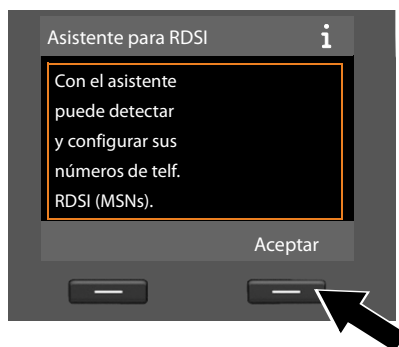 Asistente para RDSI i
Con el asistente
puede detectar
y configurar sus
números de telf.
RDSI (MSNs).
Aceptar